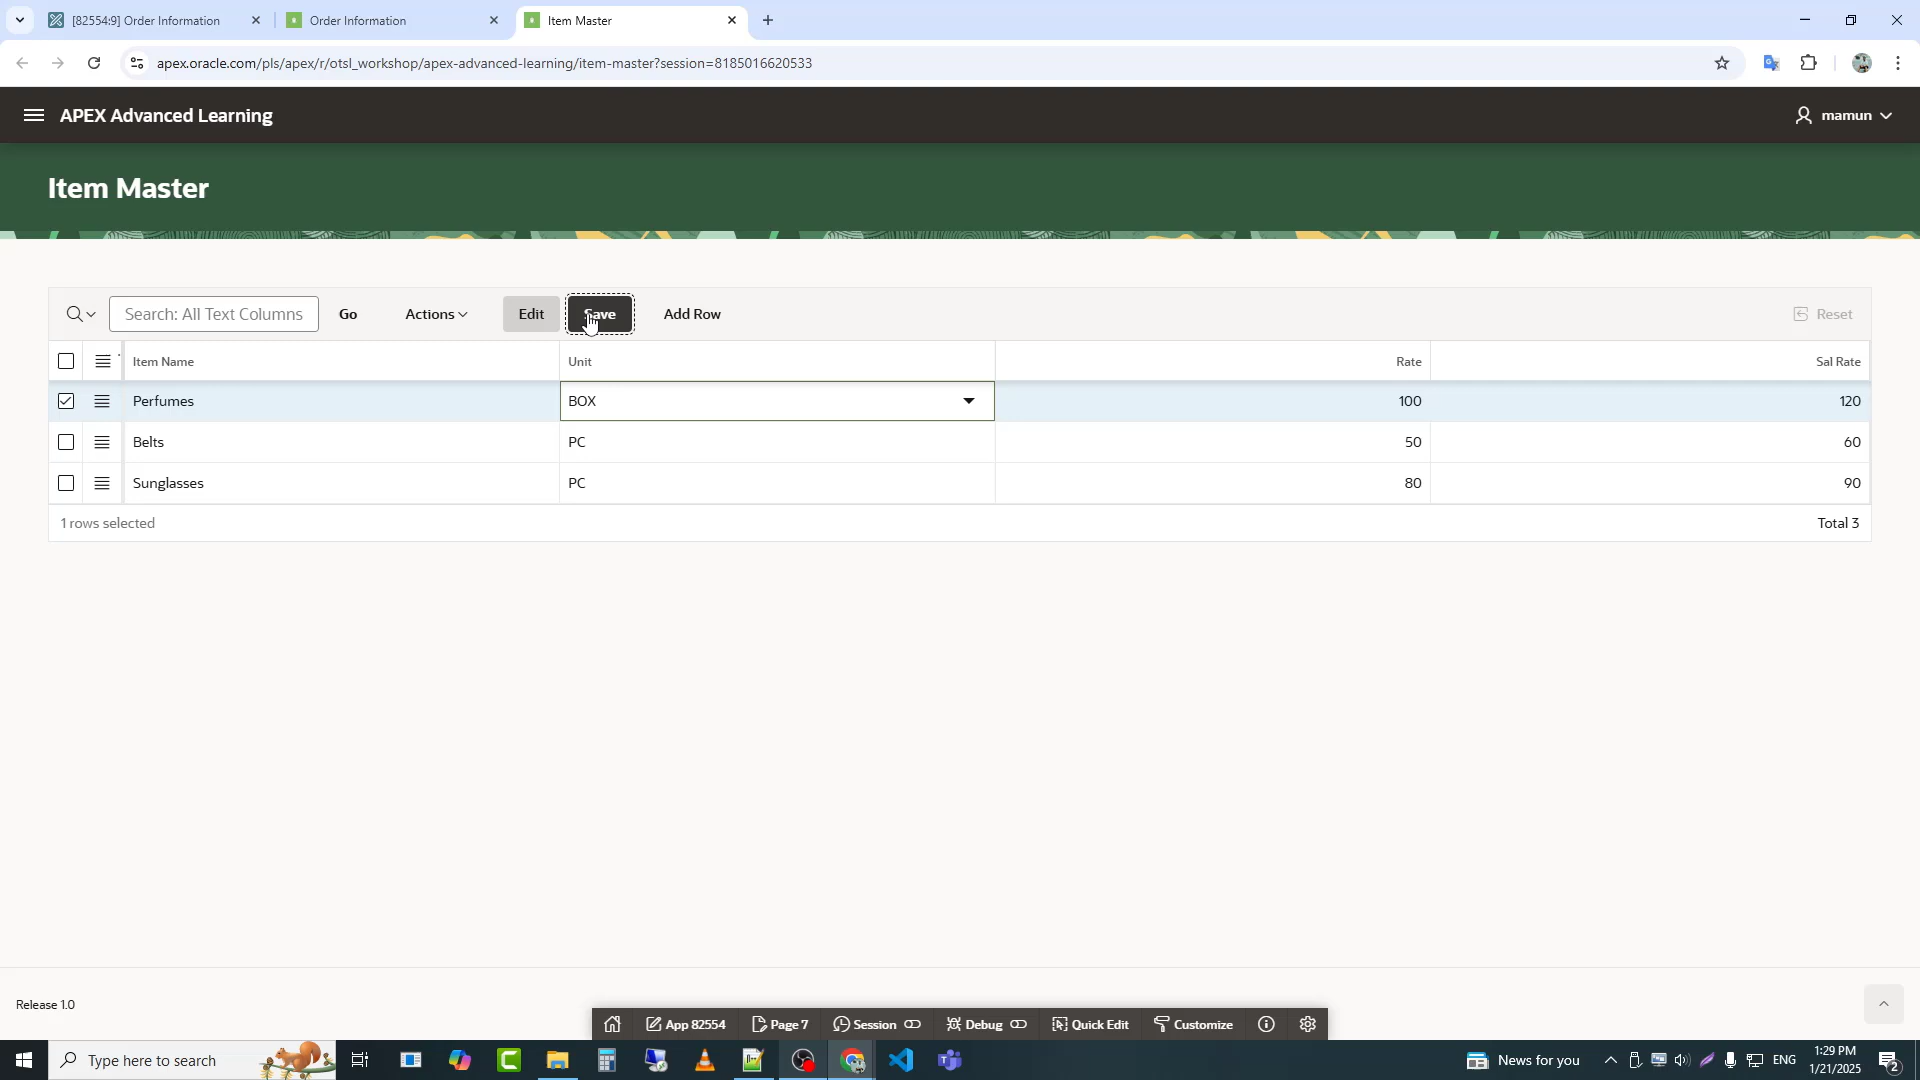 [82554:9] Order Information
Order Information
Item Master
apex.oracle.com/pls/apex/r/otsl_workshop/apex-advanced-learning/item-master?session=8185016620533
APEX Advanced Learning
mamun
Item Master
Search: All Text Columns
Go
Actions
Edit
Save
Add Row
Reset
Item Name
Unit
Rate
Sal Rate
Perfumes
BOX
100
120
Belts
PC
50
60
Sunglasses
PC
80
90
1 rows selected
Total 3
Release 1.0
App 82554
Page 7
Session
Debug
Quick Edit
Customize
Type here to search
News for you
ENG
1:29 PM
1/21/2025
2